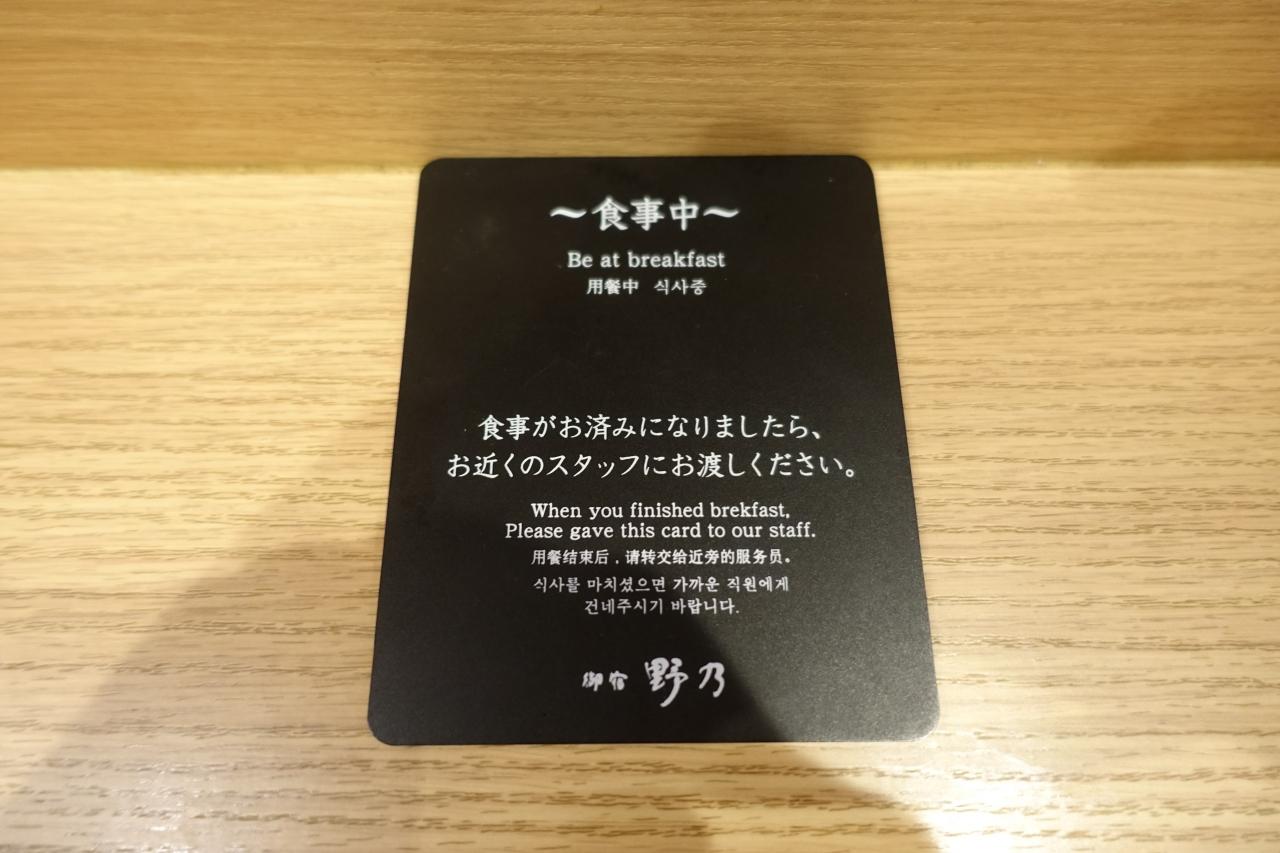 ～食事中～
Be at breakfast
用餐中 식사중
食事がお済みになりましたら、
お近くのスタッフにお渡しください。
When you finished brekfast,
Please gave this card to our staff.
用餐结束后，请转交给近旁的服务员。
식사를 마치셨으면 가까운 직원에게
건네주시기 바랍니다.
御宿 野乃